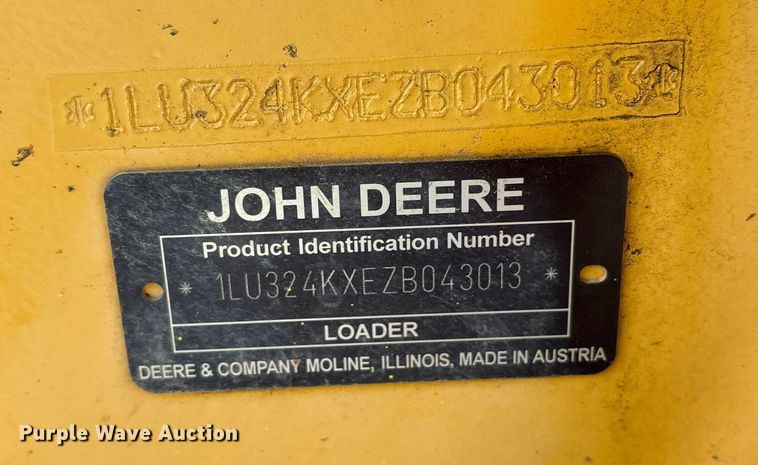 *1LU324KXEZB043013*
JOHN DEERE
Product Identification Number
* 1LU324KXEZB043013 *
LOADER
DEERE & COMPANY MOLINE, ILLINOIS, MADE IN AUSTRIA
Purple Wave Auction